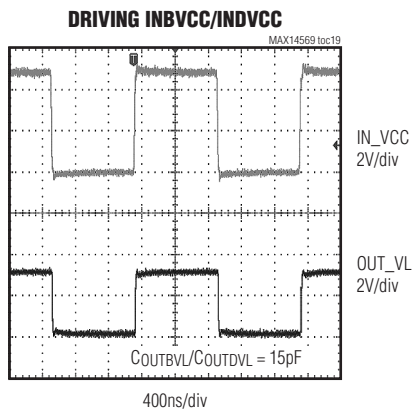 DRIVING INBVCC/INDVCC
MAX14569 toc19
IN_VCC
2V/div
OUT_VL
2V/div
COUTBVL/COUTDVL = 15pF
400ns/div